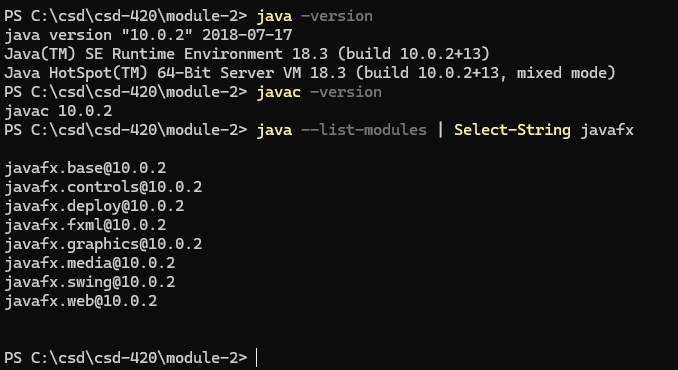 PS C:\csd\csd-420\module-2> java -version
java version "10.0.2" 2018-07-17
Java(TM) SE Runtime Environment 18.3 (build 10.0.2+13)
Java HotSpot(TM) 64-Bit Server VM 18.3 (build 10.0.2+13, mixed mode)
PS C:\csd\csd-420\module-2> javac -version
javac 10.0.2
PS C:\csd\csd-420\module-2> java --list-modules | Select-String javafx
javafx.base@10.0.2
javafx.controls@10.0.2
javafx.deploy@10.0.2
javafx.fxml@10.0.2
javafx.graphics@10.0.2
javafx.media@10.0.2
javafx.swing@10.0.2
javafx.web@10.0.2
PS C:\csd\csd-420\module-2>